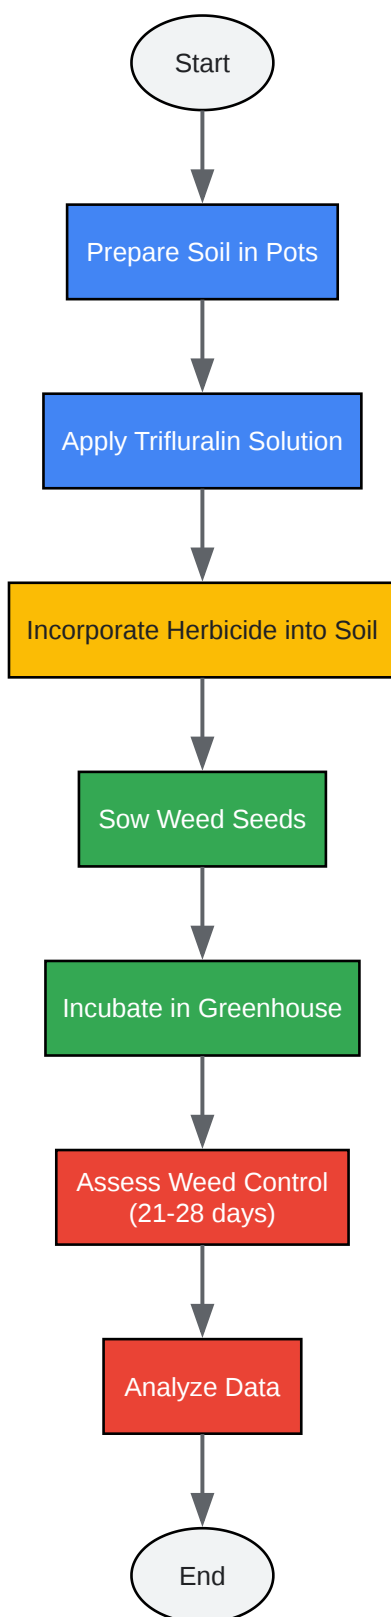 Start
Prepare Soil in Pots
Apply Trifluralin Solution
Incorporate Herbicide into Soil
Sow Weed Seeds
Incubate in Greenhouse
Assess Weed Control
(21-28 days)
Analyze Data
End